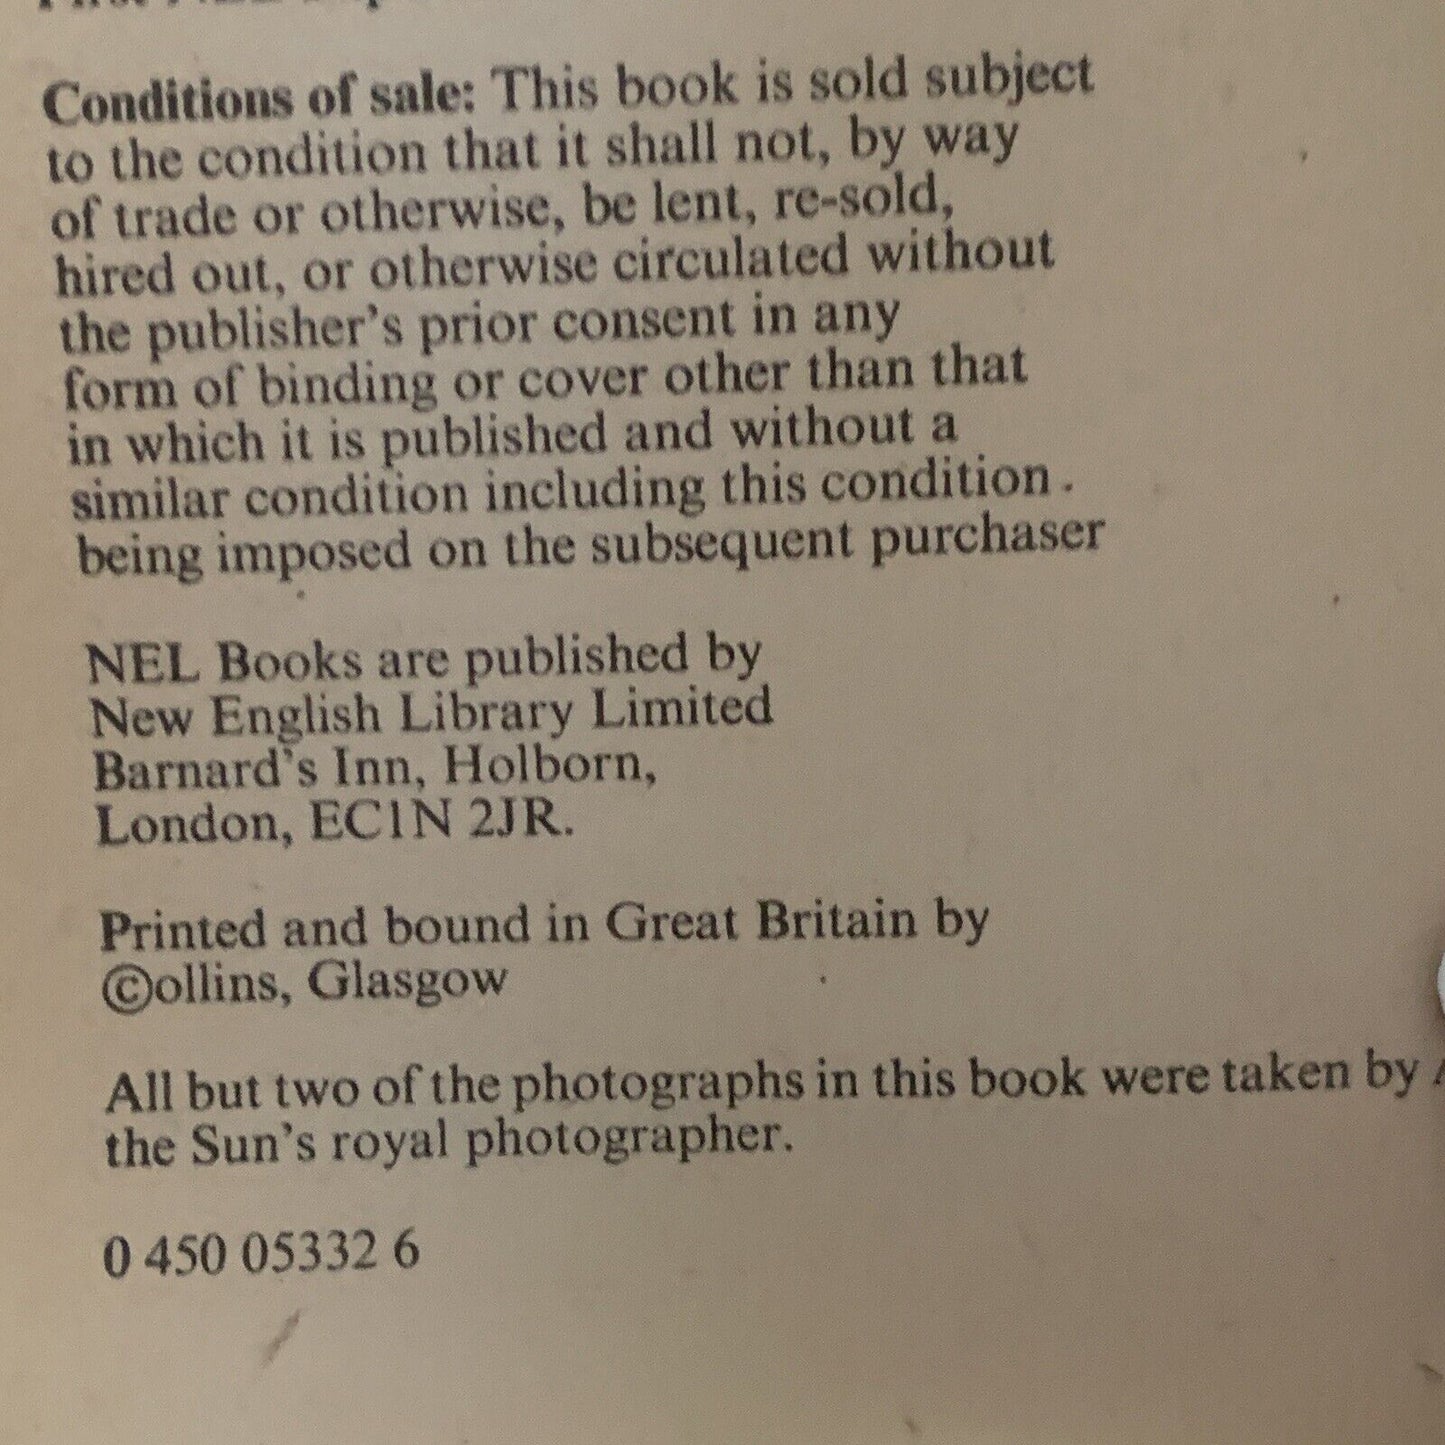 Conditions of sale: This book is sold subject
to the condition that it shall not, by way
of trade or otherwise, be lent, re-sold,
hired out, or otherwise circulated without
the publisher's prior consent in any
form of binding or cover other than that
in which it is published and without a
similar condition including this condition.
being imposed on the subsequent purchaser
NEL Books are published by
New English Library Limited
Barnard's Inn, Holborn,
London, EC1N 2JR.
Printed and bound in Great Britain by
©ollins, Glasgow
All but two of the photographs in this book were taken by
the Sun's royal photographer.
0 450 05332 6